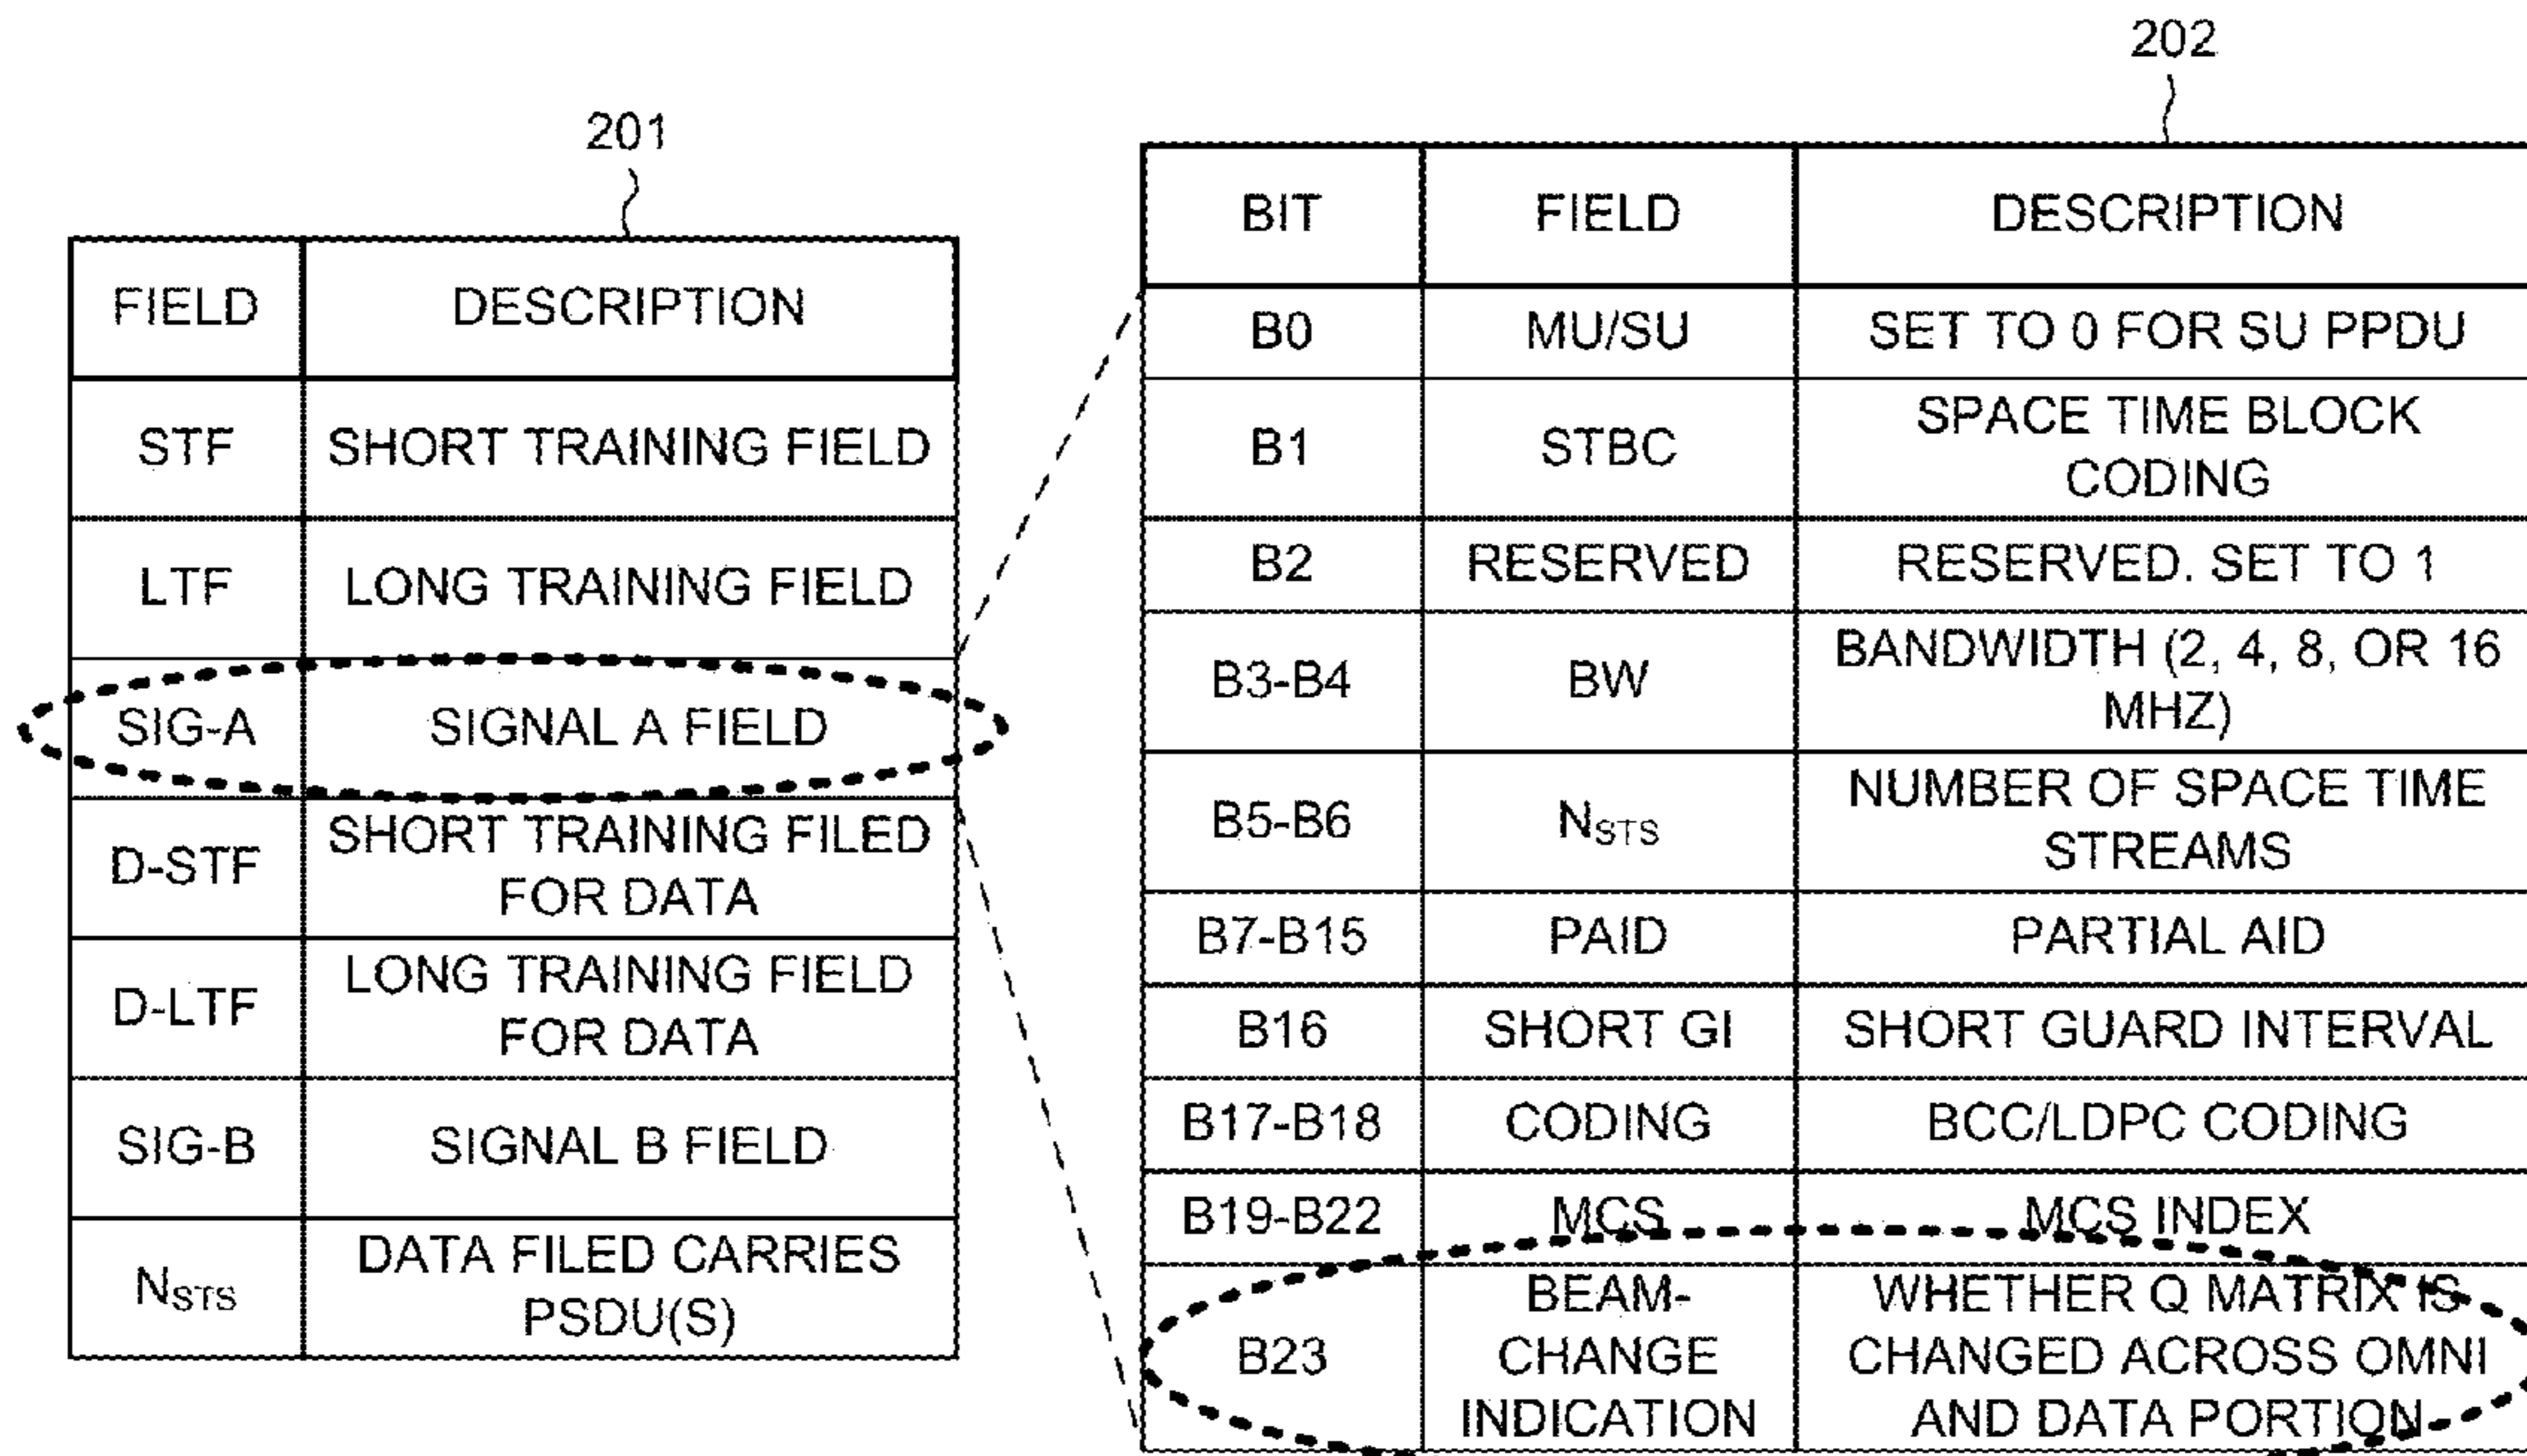 201
FIELD DESCRIPTION
STF SHORT TRAINING FIELD
LTF LONG TRAINING FIELD
SIG-A SIGNAL A FIELD
D-STF SHORT TRAINING FILED
FOR DATA
D-LTF LONG TRAINING FIELD
FOR DATA
SIG-B SIGNAL B FIELD
NSTS DATA FILED CARRIES
PSDU(S)
202
BIT FIELD DESCRIPTION
B0 MU/SU SET TO 0 FOR SU PPDU
B1 STBC SPACE TIME BLOCK
CODING
B2 RESERVED RESERVED. SET TO 1
B3-B4 BW BANDWIDTH (2, 4, 8, OR 16
MHZ)
B5-B6 NSTS NUMBER OF SPACE TIME
STREAMS
B7-B15 PAID PARTIAL AID
B16 SHORT GI SHORT GUARD INTERVAL
B17-B18 CODING BCC/LDPC CODING
B19-B22 MCS MCS INDEX
BEAM- WHETHER Q MATRIX IS
B23 CHANGE CHANGED ACROSS OMNI
INDICATION AND DATA PORTION